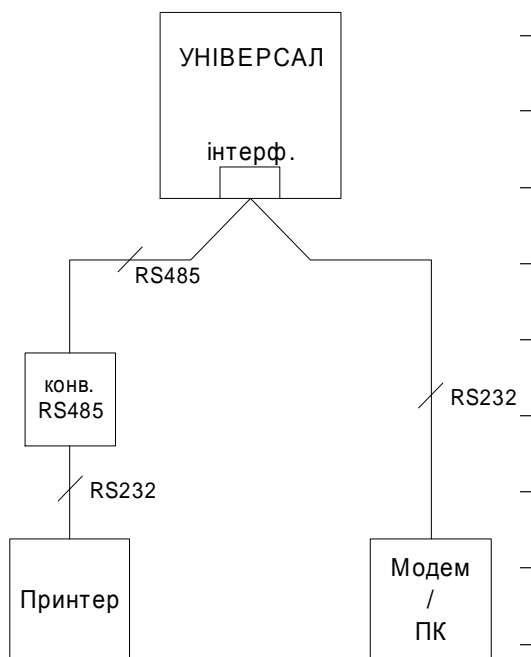 УНІВЕРСАЛ
інтерф.
RS485
конв.
RS485
RS232
RS232
Принтер
Модем
/
ПК